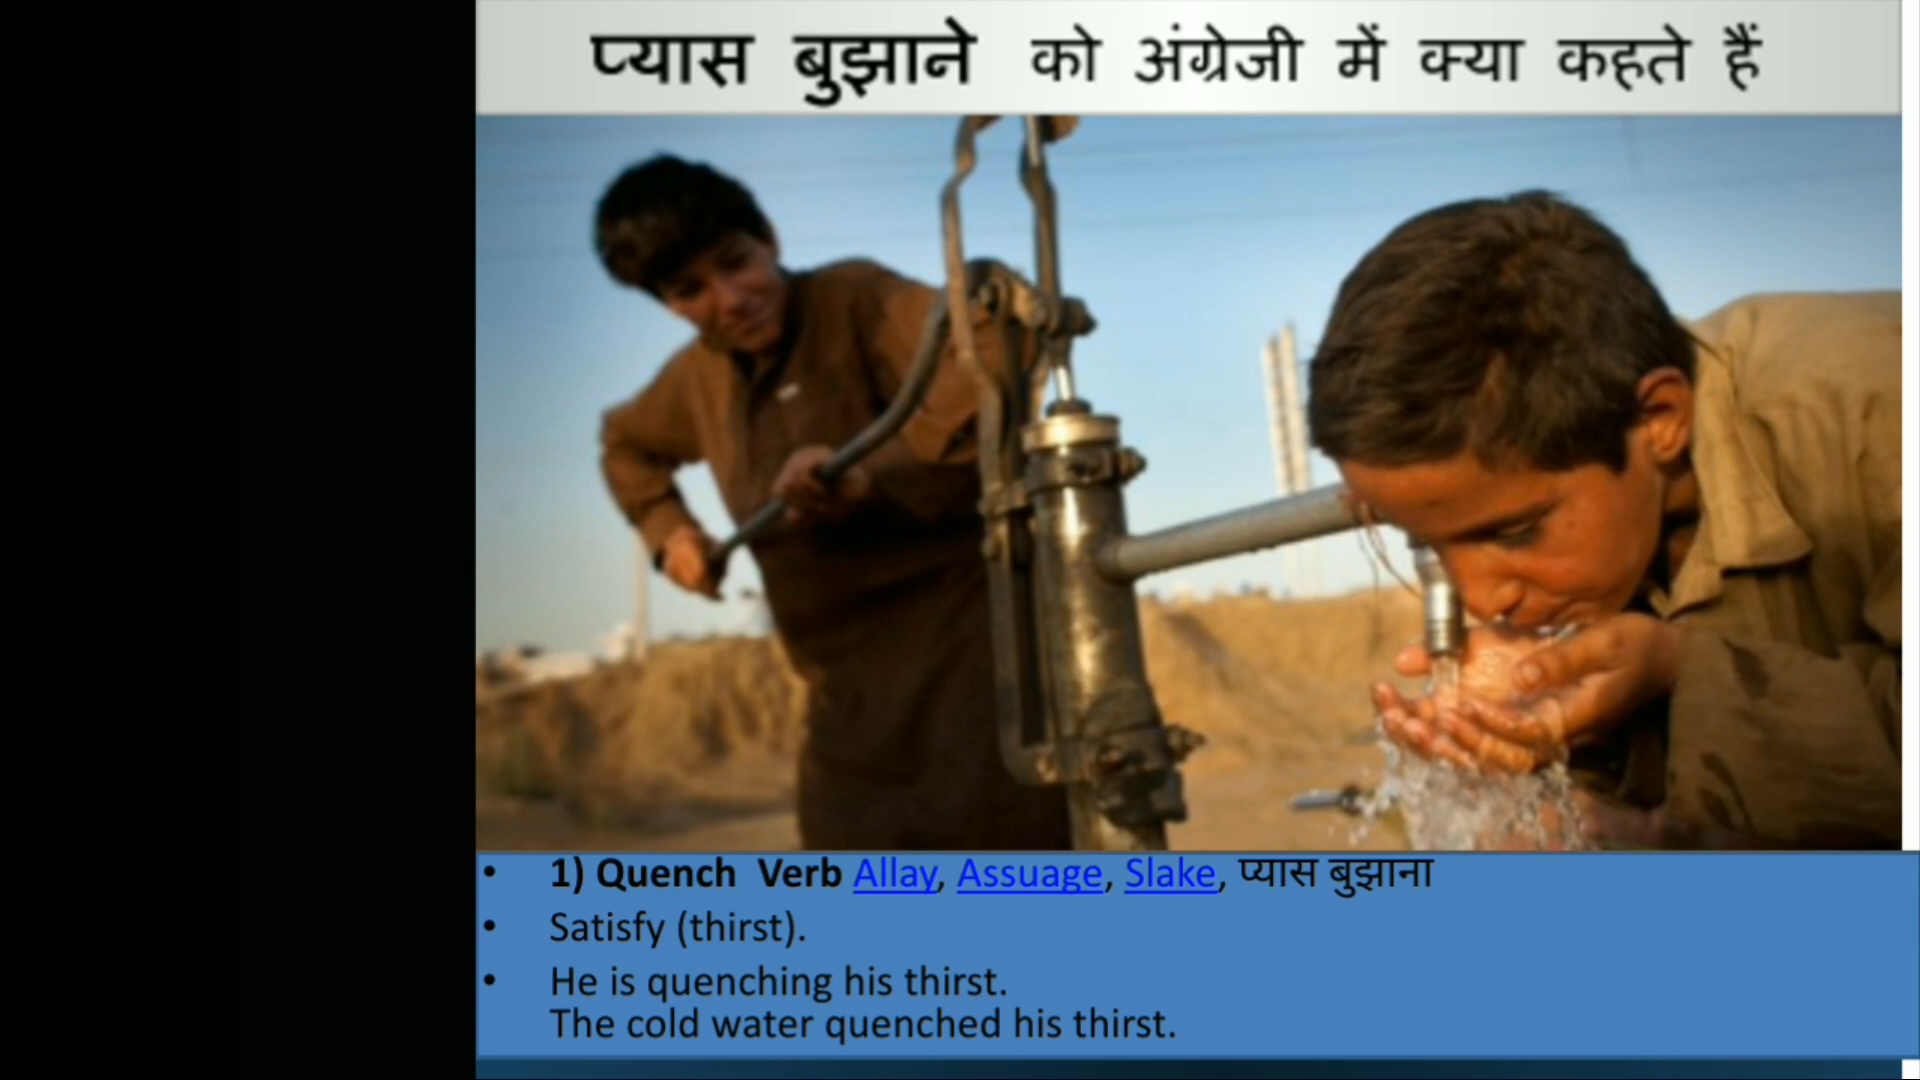 प्यास बुझाने को अंग्रेजी में क्या कहते हैं
• 1) Quench Verb Allay, Assuage, Slake, प्यास बुझाना
• Satisfy (thirst).
• He is quenching his thirst.
The cold water quenched his thirst.